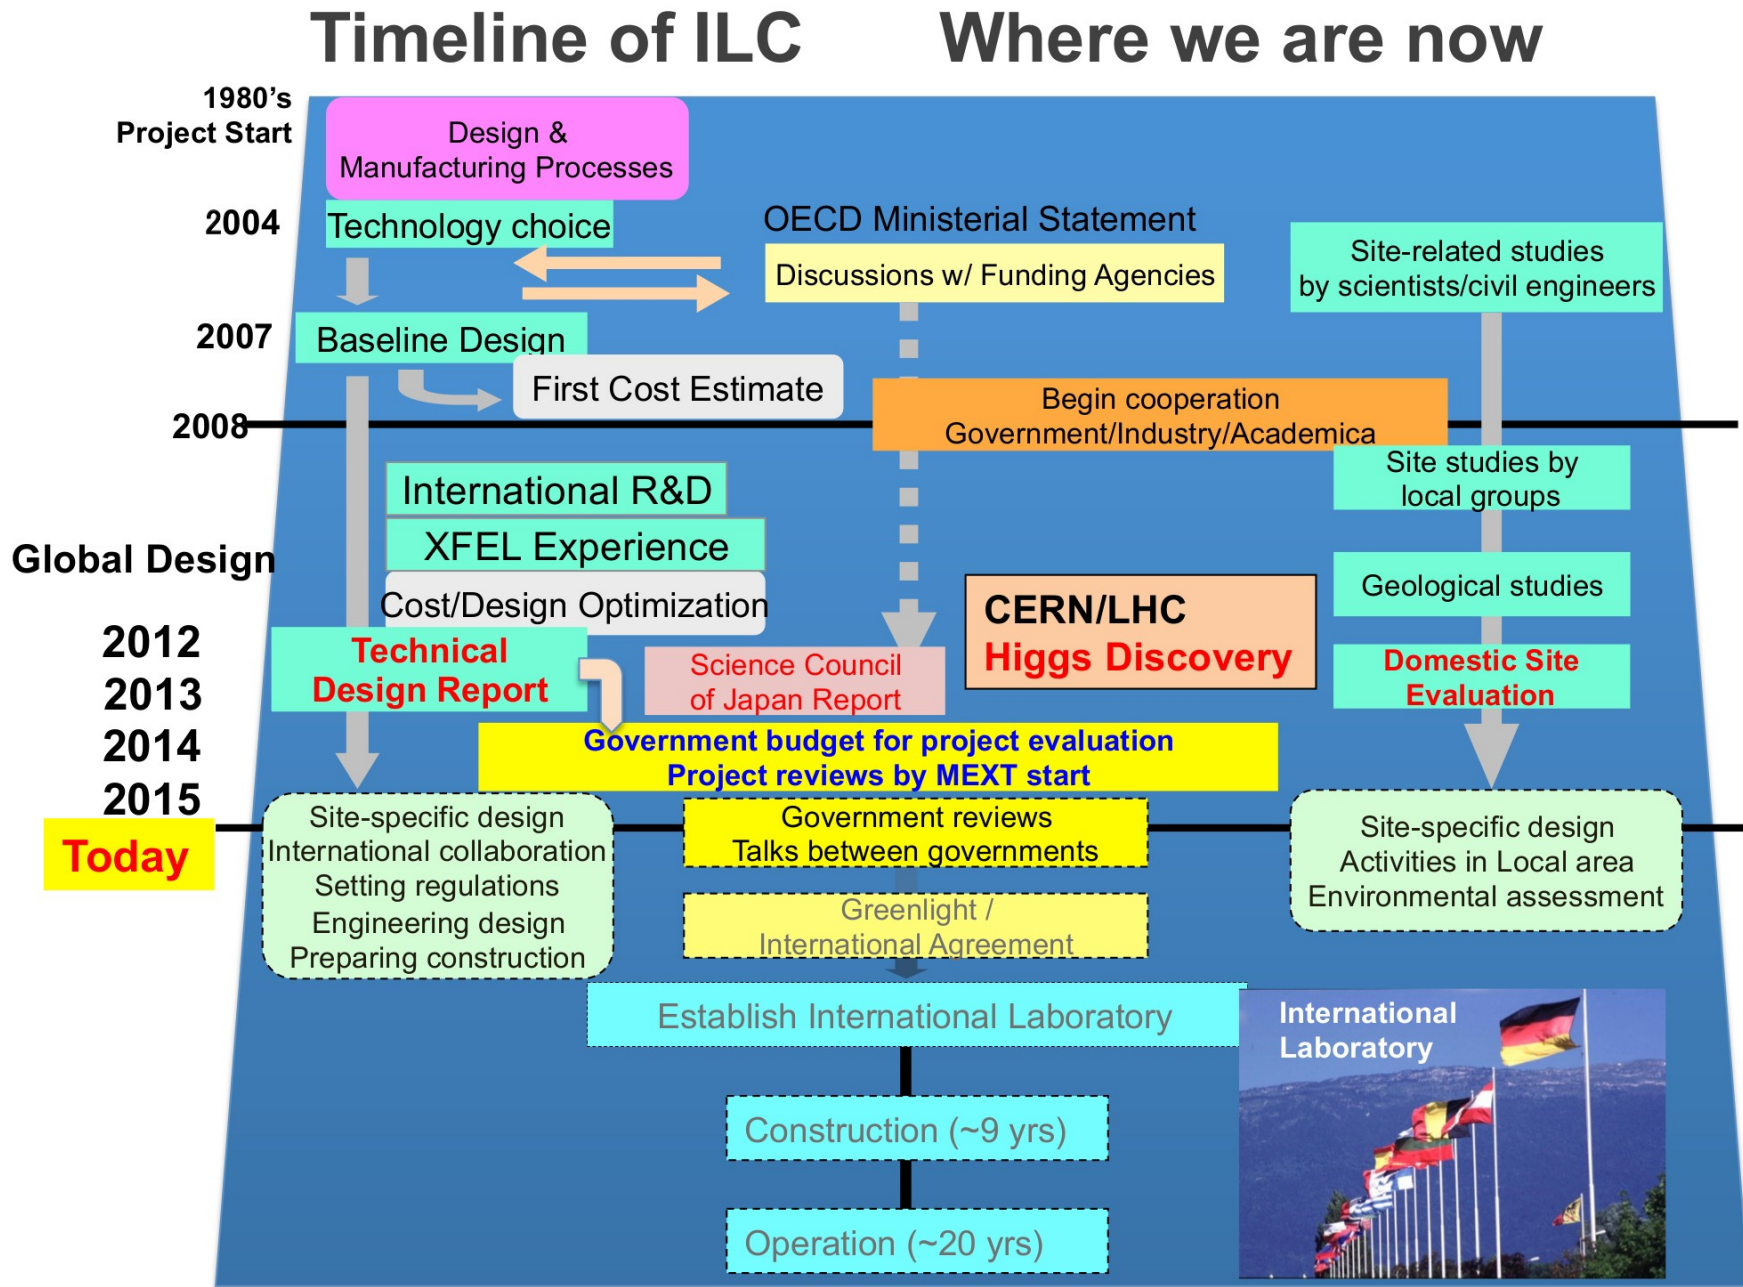 Timeline of ILC
Where we are now
1980's
Project Start
Design &
Manufacturing Processes
2004
Technology choice
OECD Ministerial Statement
Discussions w/ Funding Agencies
Site-related studies
by scientists/civil engineers
2007
Baseline Design
First Cost Estimate
2008
Begin cooperation
Government/Industry/Academica
Site studies by
local groups
International R&D
XFEL Experience
Global Design
Cost/Design Optimization
Geological studies
CERN/LHC
Higgs Discovery
2012
2013
2014
2015
Technical
Design Report
Science Council
of Japan Report
Domestic Site
Evaluation
Government budget for project evaluation
Project reviews by MEXT start
Today
Site-specific design
International collaboration
Setting regulations
Engineering design
Preparing construction
Government reviews
Talks between governments
Site-specific design
Activities in Local area
Environmental assessment
Greenlight /
International Agreement
Establish International Laboratory
International
Laboratory
Construction (~9 yrs)
Operation (~20 yrs)